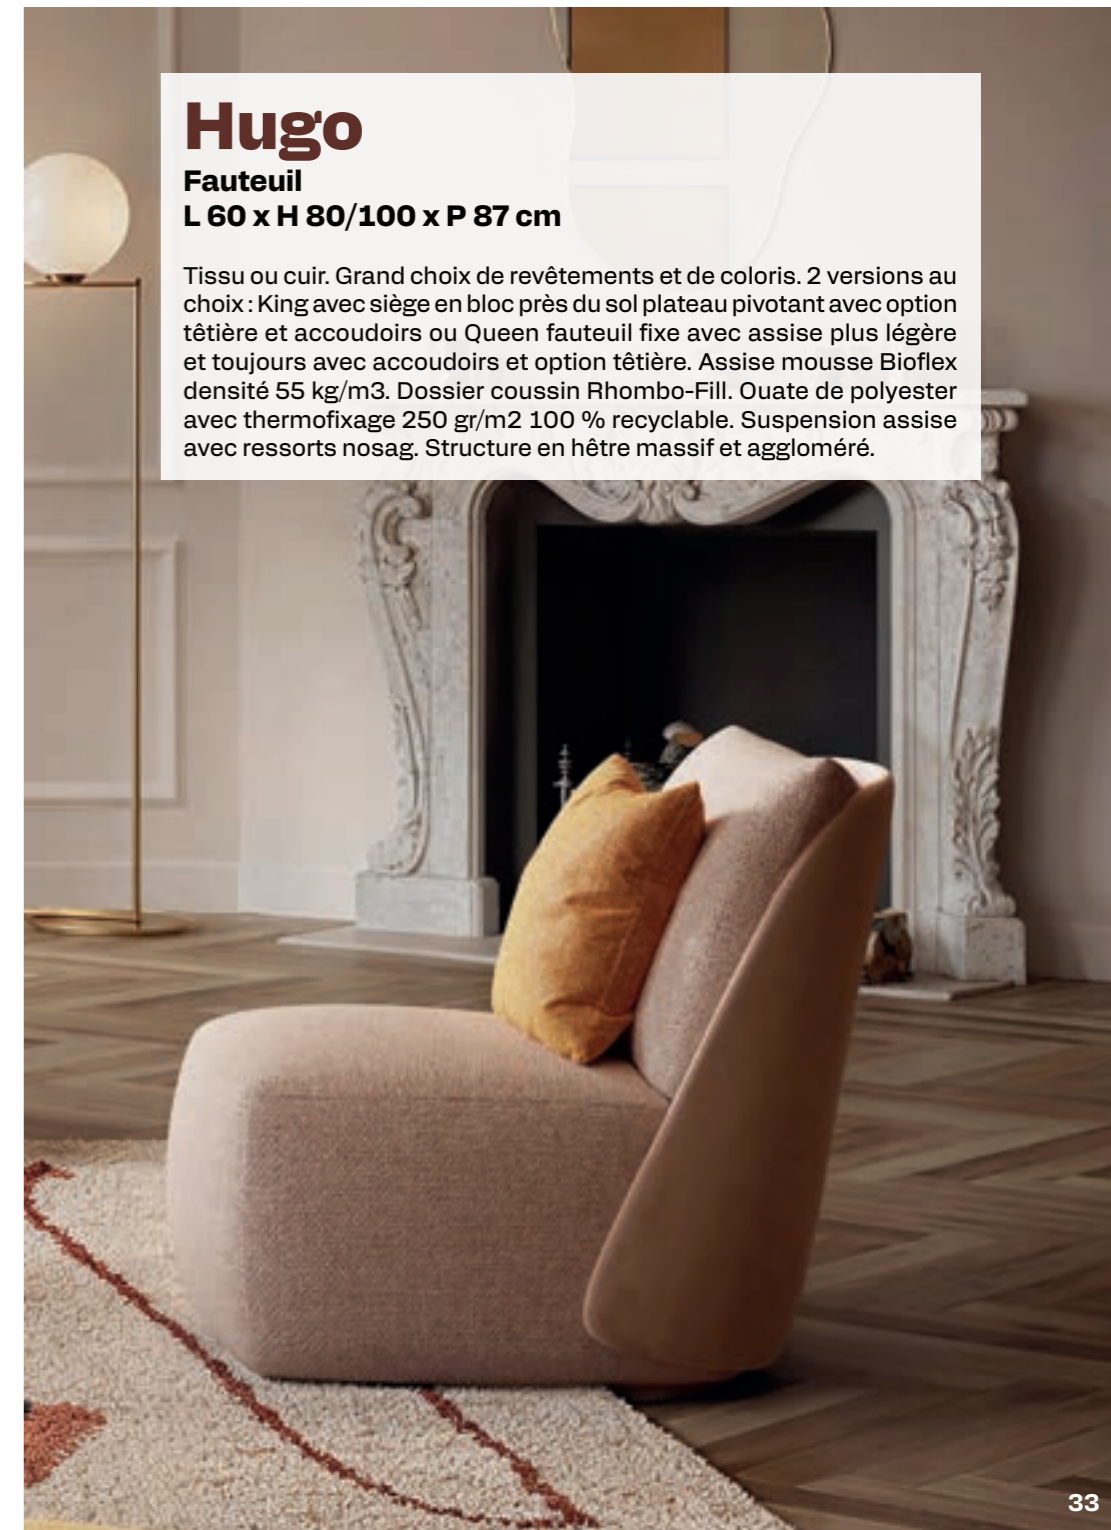 Hugo
Fauteuil
L 60 x H 80/100 x P 87 cm
Tissu ou cuir. Grand choix de revêtements et de coloris. 2 versions au
choix : King avec siège en bloc près du sol plateau pivotant avec option
têtière et accoudoirs ou Queen fauteuil fixe avec assise plus légère
et toujours avec accoudoirs et option têtière. Assise mousse Bioflex
densité 55 kg/m3. Dossier coussin Rhombo-Fill. Ouate de polyester
avec thermofixage 250 gr/m2 100 % recyclable. Suspension assise
avec ressorts nosag. Structure en hêtre massif et aggloméré.
33